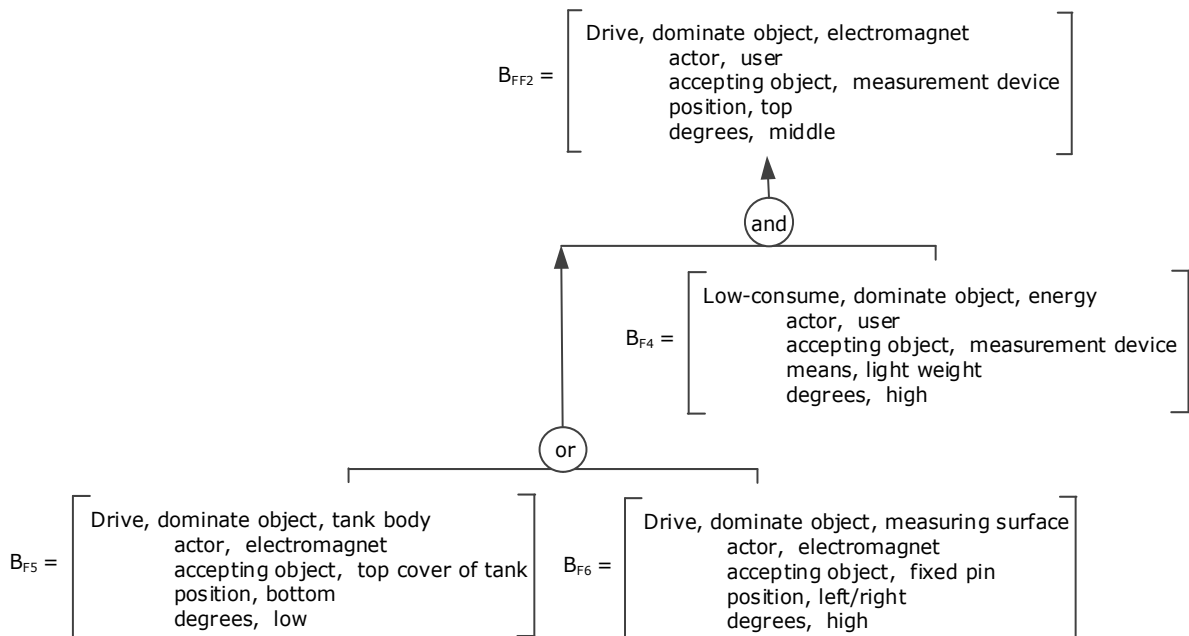 Drive, dominate object, electromagnet
actor, user
B_FF2 =
accepting object, measurement device
position, top
degrees, middle
and
Low-consume, dominate object, energy
actor, user
B_F4 =
accepting object, measurement device
means, light weight
degrees, high
or
Drive, dominate object, tank body
actor, electromagnet
B_F5 =
accepting object, top cover of tank
position, bottom
degrees, low
Drive, dominate object, measuring surface
actor, electromagnet
B_F6 =
accepting object, fixed pin
position, left/right
degrees, high